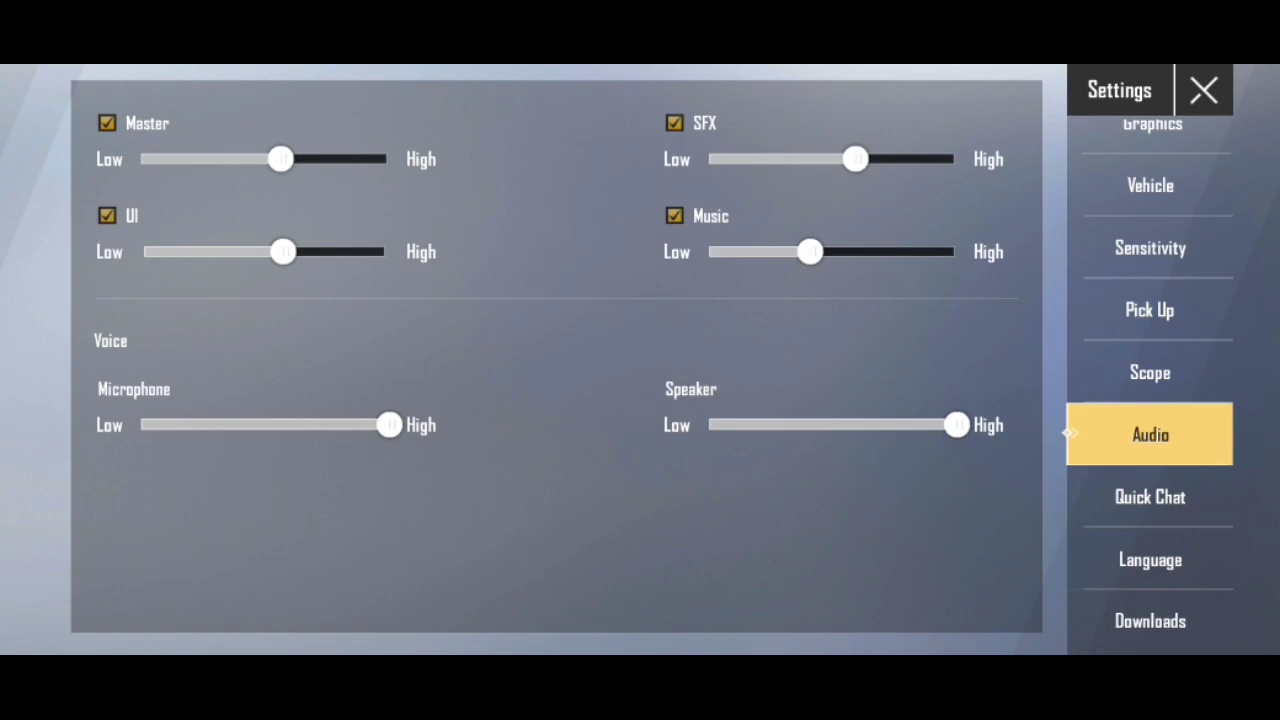 Settings
Master
Low High
SFX
Low High
UI
Low High
Music
Low High
Voice
Microphone
Low High
Speaker
Low High
Graphics
Vehicle
Sensitivity
Pick Up
Scope
Audio
Quick Chat
Language
Downloads